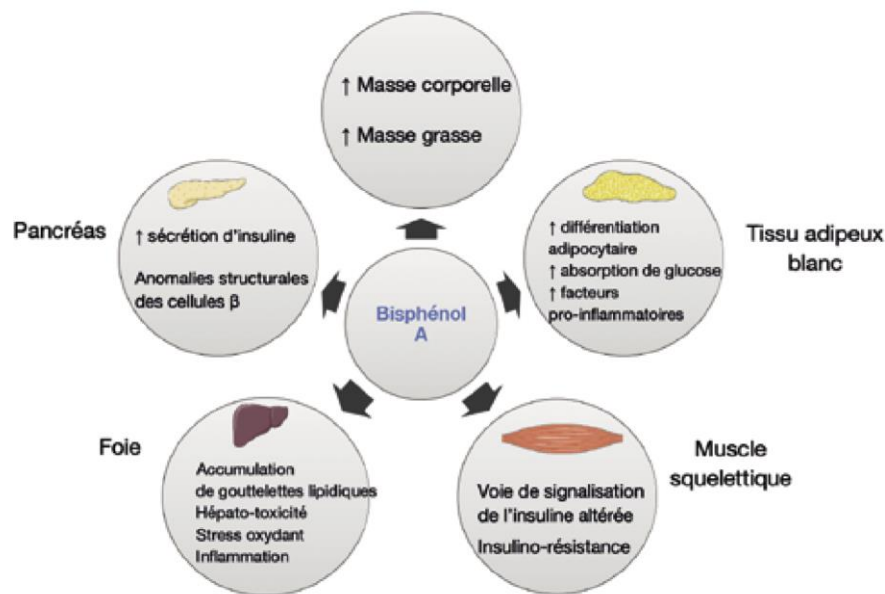 ↑ Masse corporelle
↑ Masse grasse
Pancréas
↑ sécrétion d'insuline
Anomalies structurales
des cellules β
↑ différentiation
adipocytaire
↑ absorption de glucose
↑ facteurs
pro-inflammatoires
Tissu adipeux
blanc
Bisphénol
A
Foie
Accumulation
de gouttelettes lipidiques
Hépato-toxicité
Stress oxydant
Inflammation
Voie de signalisation
de l'insuline altérée
Insulino-résistance
Muscle
squelettique